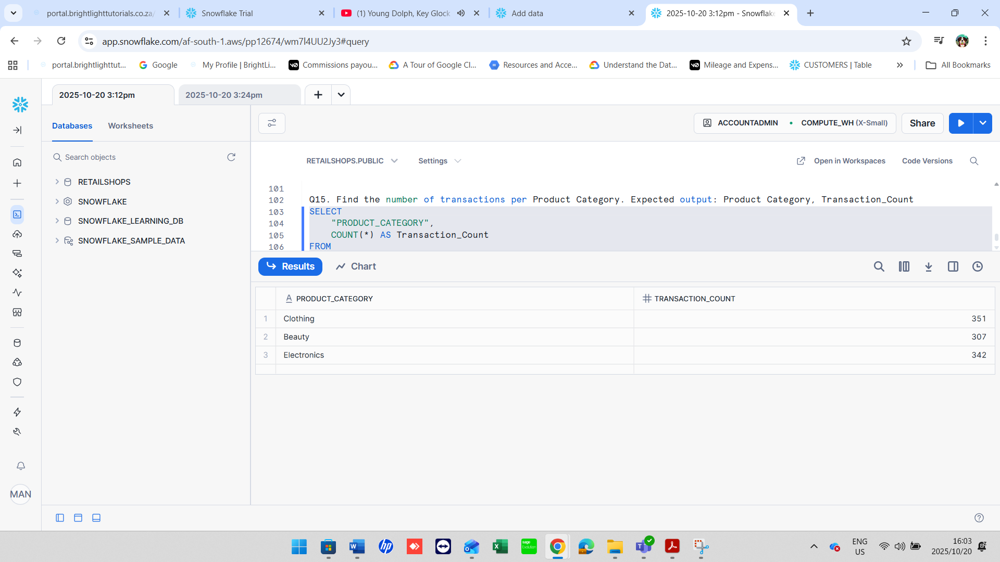 portal.brightlighttutorials.co.za/
Snowflake Trial
(1) Young Dolph, Key Glock
Add data
2025-10-20 3:12pm - Snowflake
app.snowflake.com/af-south-1.aws/pp12674/wm7l4UU2Jy3#query
portal.brightlighttut...
Google
My Profile | BrightLi...
Commissions payou...
A Tour of Google Cl...
Resources and Acce...
Understand the Dat...
Mileage and Expens...
CUSTOMERS | Table
All Bookmarks
2025-10-20 3:12pm
2025-10-20 3:24pm
Databases
Worksheets
ACCOUNTADMIN
COMPUTE_WH (X-Small)
Share
Search objects
RETAILSHOPS.PUBLIC
Settings
Open in Workspaces
Code Versions
RETAILSHOPS
SNOWFLAKE
SNOWFLAKE_LEARNING_DB
SNOWFLAKE_SAMPLE_DATA
101
102 Q15. Find the number of transactions per Product Category. Expected output: Product Category, Transaction_Count
103 SELECT
104 "PRODUCT_CATEGORY",
105 COUNT(*) AS Transaction_Count
106 FROM
Results
Chart
PRODUCT_CATEGORY TRANSACTION_COUNT
1 Clothing 351
2 Beauty 307
3 Electronics 342
MAN
sage
Evolution
ENG
US
16:03
2025/10/20